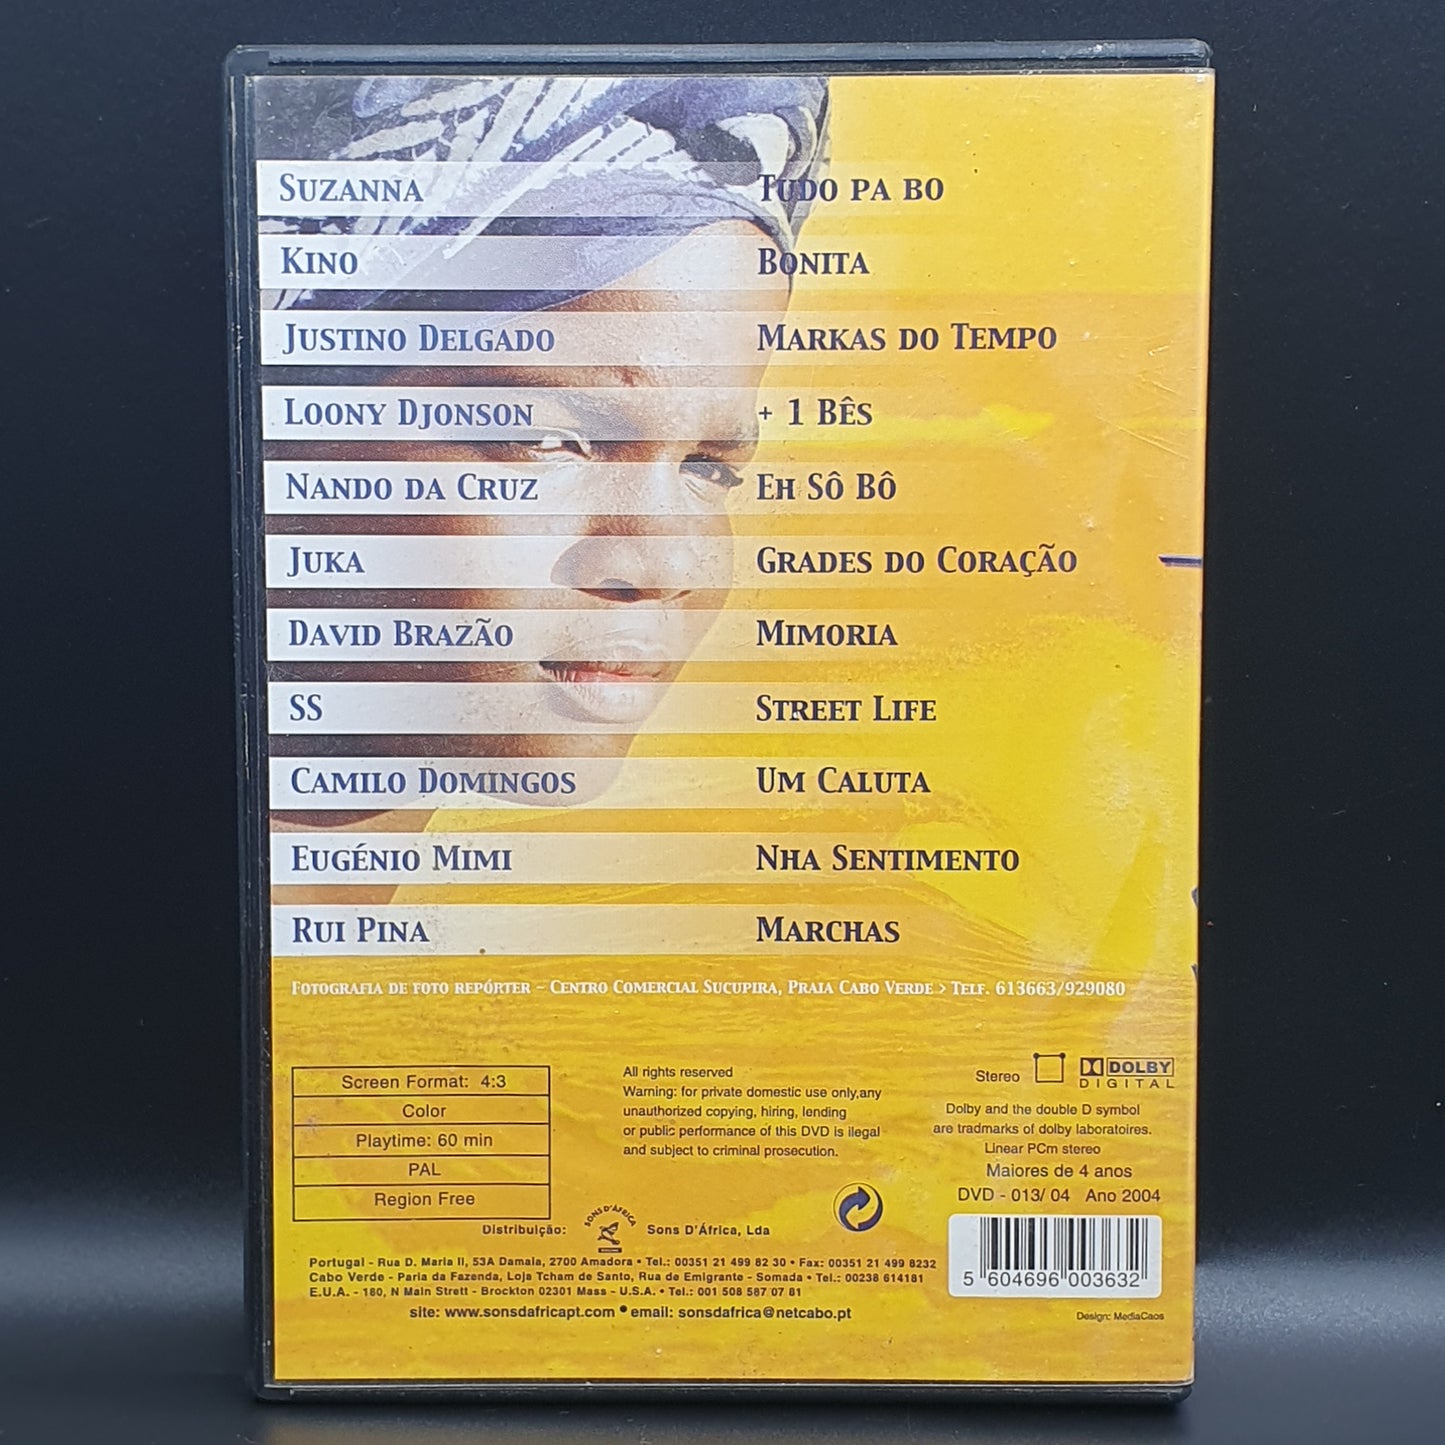 Suzanna Tudo pa bo
Kino Bonita
Justino Delgado Markas do Tempo
Loony Djonson + 1 Bês
Nando da Cruz Eh Sô Bô
Juka Grades do Coração
David Brazão Mimoria
SS Street Life
Camilo Domingos Um Caluta
Eugénio Mimi Nha Sentimento
Rui Pina Marchas
Fotografia de foto repórter – Centro Comercial Sucupira, Praia Cabo Verde > Telf. 613663/929080
Screen Format: 4:3
Color
Playtime: 60 min
PAL
Region Free
All rights reserved
Warning: for private domestic use only,any
unauthorized copying, hiring, lending
or public performance of this DVD is ilegal
and subject to criminal prosecution.
Stereo
DOLBY
DIGITAL
Dolby and the double D symbol
are tradmarks of dolby laboratoires.
Linear PCm stereo
Maiores de 4 anos
DVD - 013/ 04 Ano 2004
Distribuição: SONS D'ÁFRICA Sons D'África, Lda
Portugal - Rua D. Maria II, 53A Damaia, 2700 Amadora • Tel.: 00351 21 499 82 30 • Fax: 00351 21 499 8232
Cabo Verde - Paria da Fazenda, Loja Tcham de Santo, Rua de Emigrante - Somada • Tel.: 00238 614181
E.U.A. - 180, N Main Strett - Brockton 02301 Mass - U.S.A. • Tel.: 001 508 587 07 81
site: www.sonsdafricapt.com • email: sonsdafrica@netcabo.pt
5 604696 003632
Design: MediaCaos